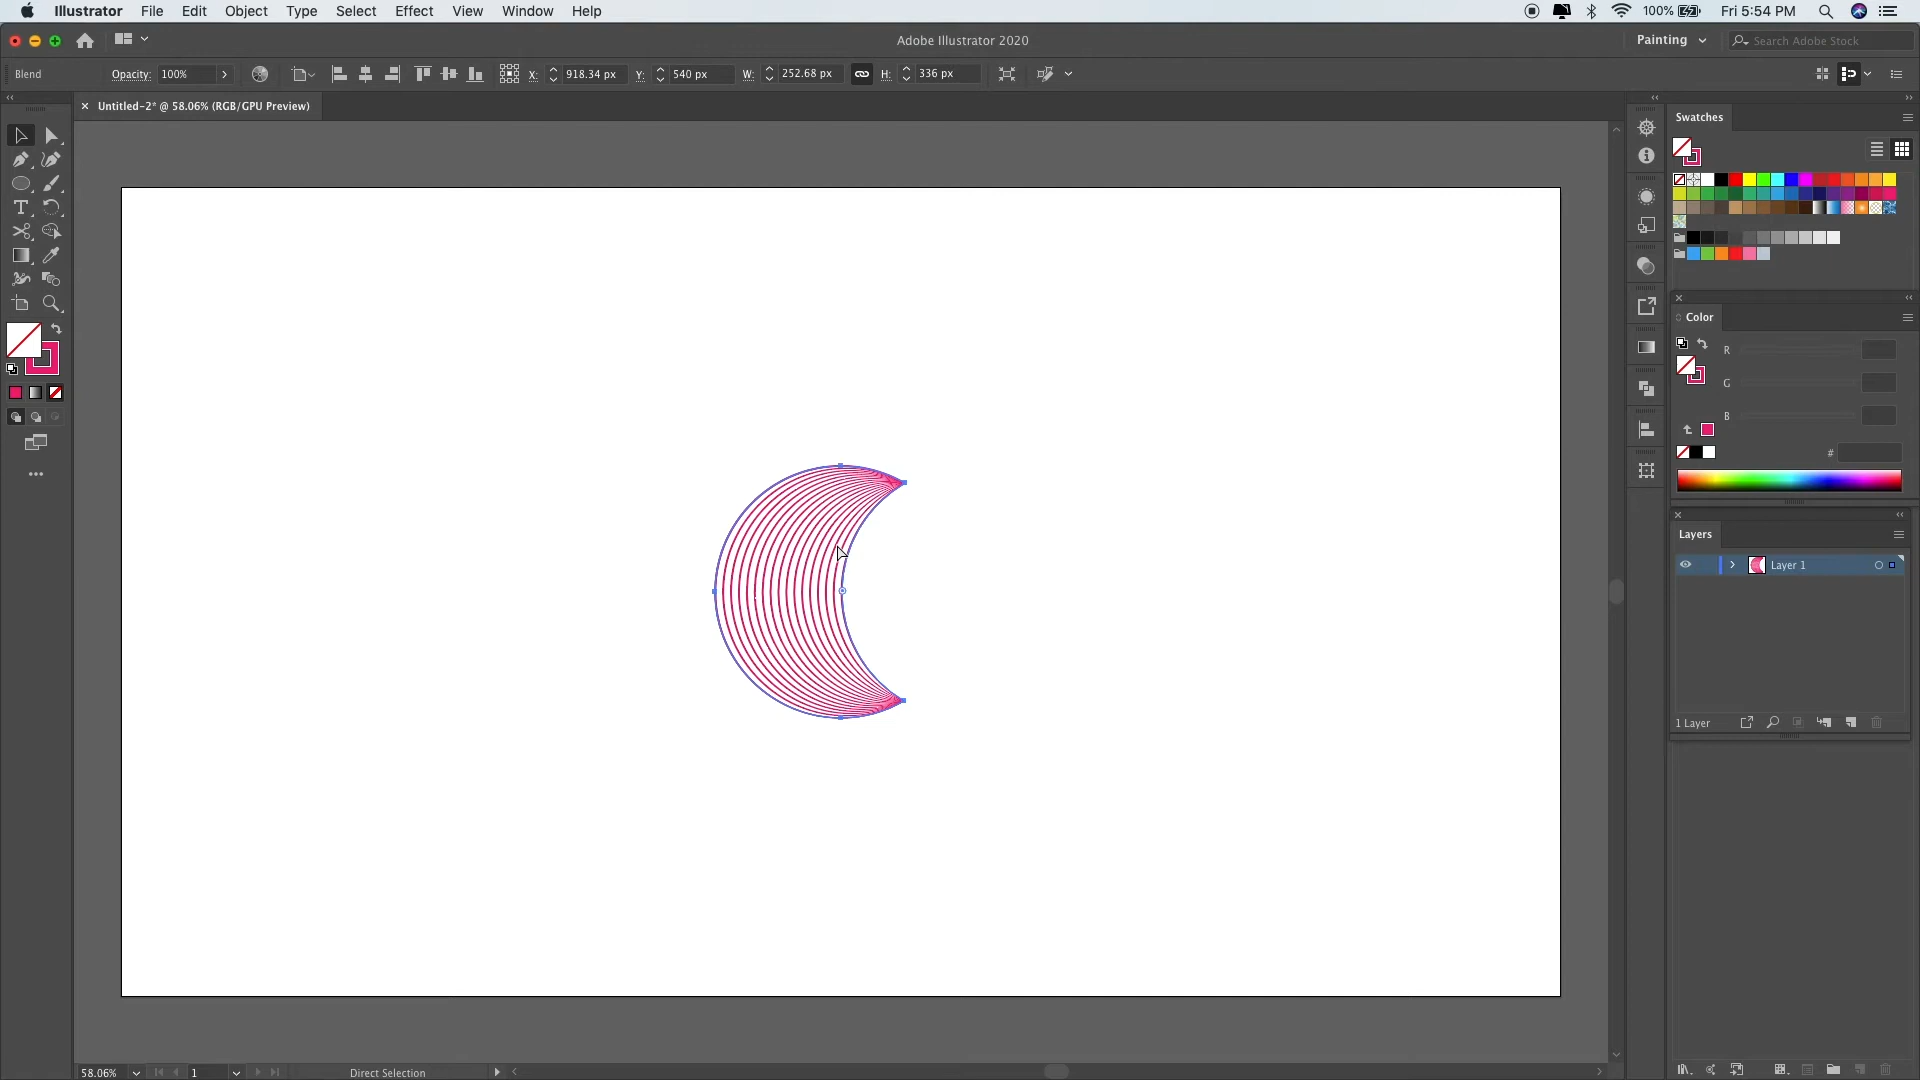 Illustrator File Edit Object Type Select Effect View Window Help 100% Fri 5:54 PM
Adobe Illustrator 2020 Painting Search Adobe Stock
Blend Opacity: 100% X: 918.34 px Y: 540 px W: 252.68 px H: 336 px
Untitled-2* @ 58.06% (RGB/GPU Preview)
Swatches
Color
R
G
B
#
Layers
Layer 1
1 Layer
58.06% 1 Direct Selection